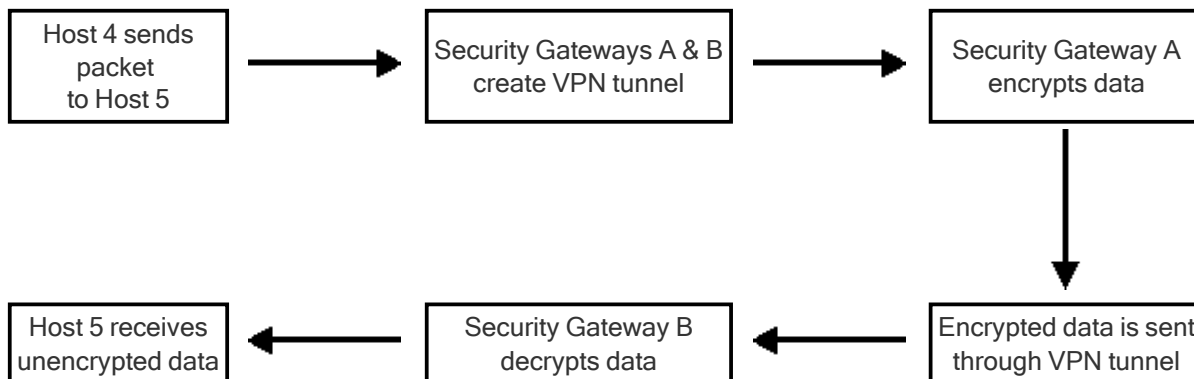 Host 4 sends
packet
to Host 5
Security Gateways A & B
create VPN tunnel
Security Gateway A
encrypts data
Encrypted data is sent
through VPN tunnel
Security Gateway B
decrypts data
Host 5 receives
unencrypted data